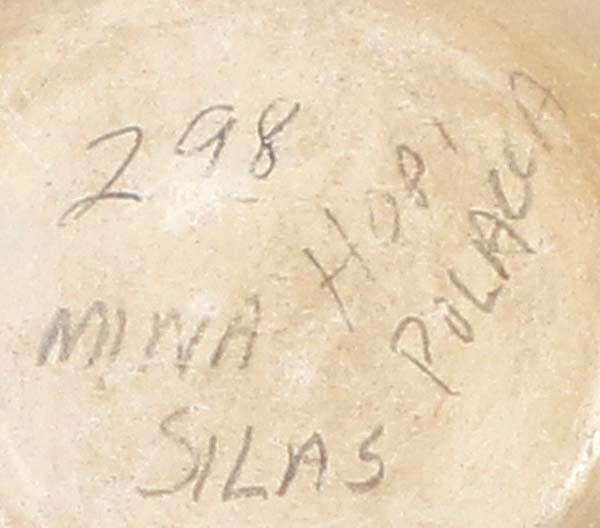 298
HOPI
POLACCA
MINA
SILAS